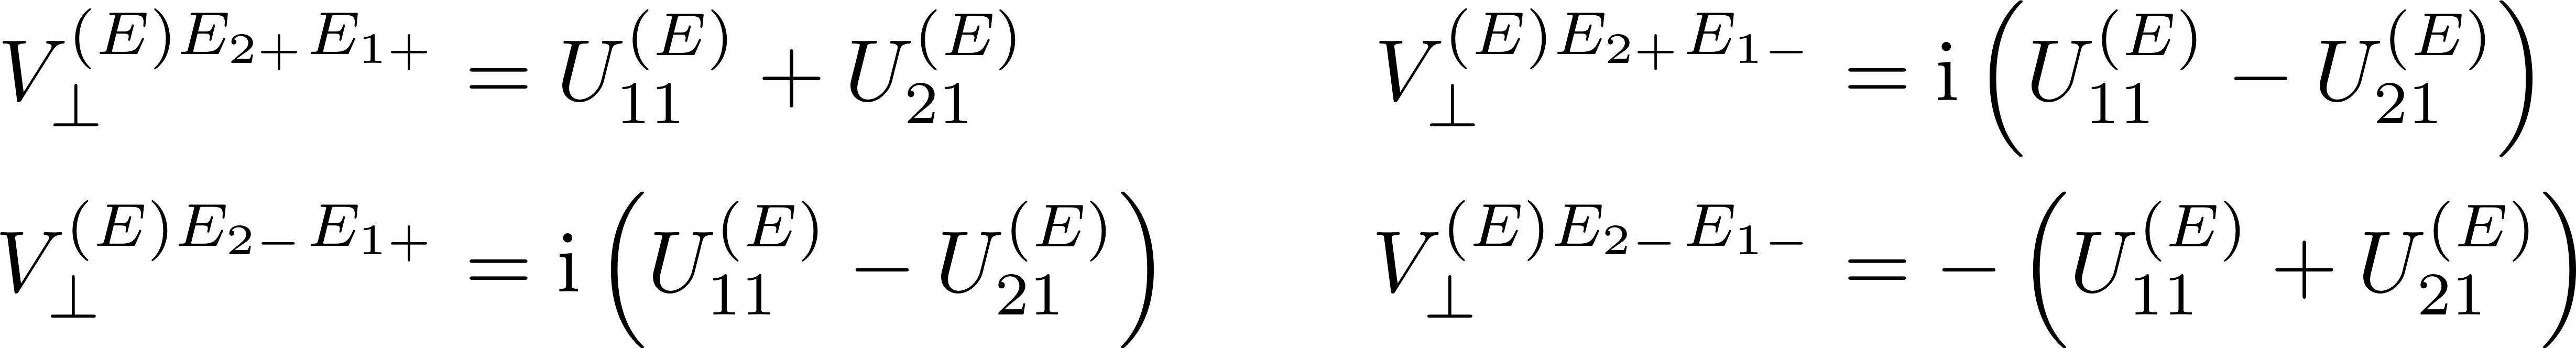 $V_{\perp}^{(E)E_{2+}E_{1+}} = U_{11}^{(E)} + U_{21}^{(E)} \qquad V_{\perp}^{(E)E_{2+}E_{1-}} = \mathrm{i}\left(U_{11}^{(E)} - U_{21}^{(E)}\right)$
$V_{\perp}^{(E)E_{2-}E_{1+}} = \mathrm{i}\left(U_{11}^{(E)} - U_{21}^{(E)}\right) \qquad V_{\perp}^{(E)E_{2-}E_{1-}} = -\left(U_{11}^{(E)} + U_{21}^{(E)}\right)$